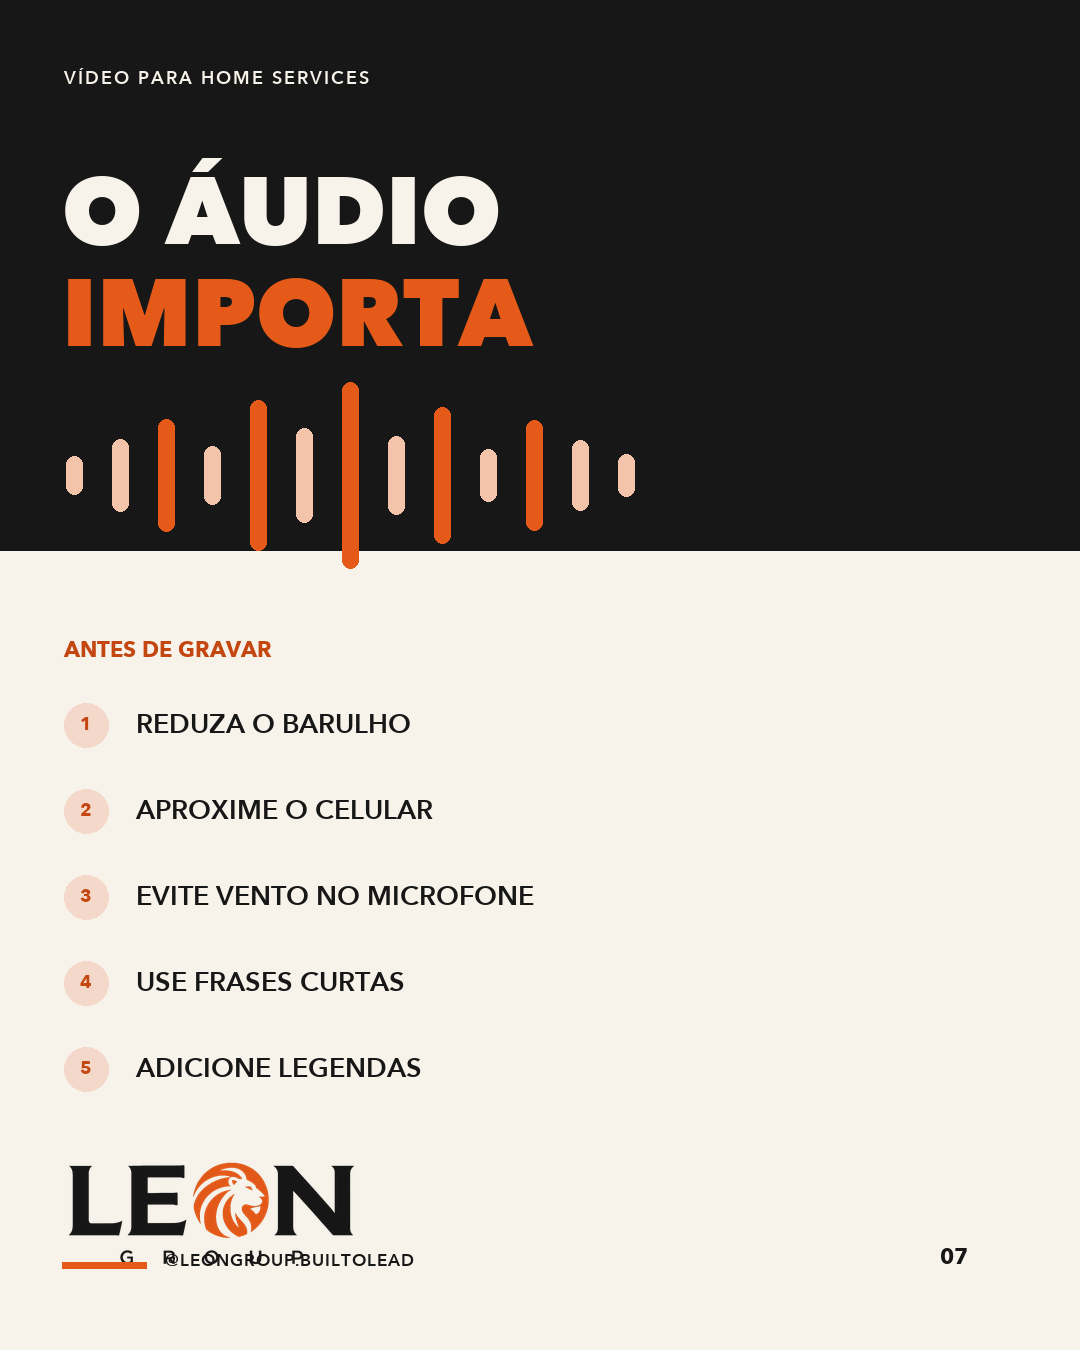 VÍDEO PARA HOME SERVICES
O ÁUDIO
IMPORTA
ANTES DE GRAVAR
1 REDUZA O BARULHO
2 APROXIME O CELULAR
3 EVITE VENTO NO MICROFONE
4 USE FRASES CURTAS
5 ADICIONE LEGENDAS
LEON
GROUP
@LEONGROUP.BUILTOLEAD
07